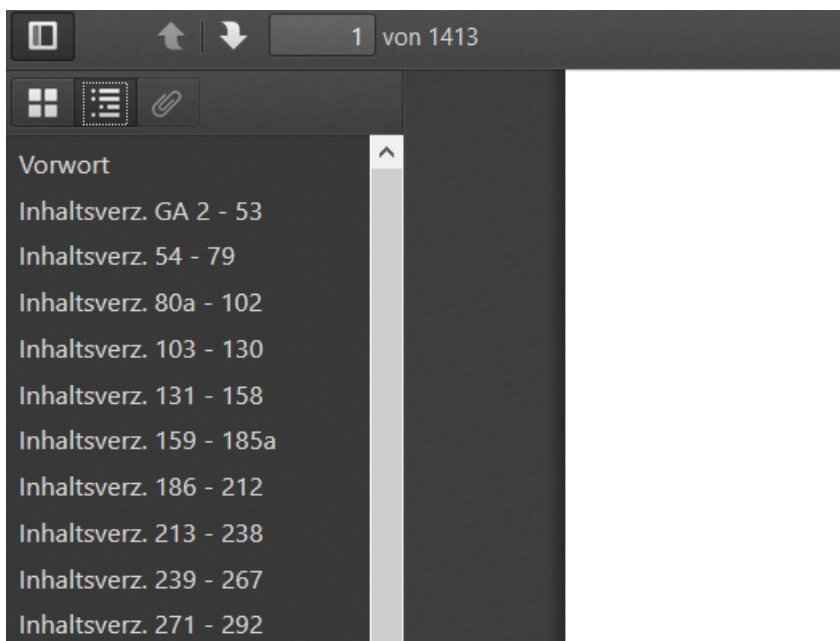 1 von 1413
Vorwort
Inhaltsverz. GA 2 - 53
Inhaltsverz. 54 - 79
Inhaltsverz. 80a - 102
Inhaltsverz. 103 - 130
Inhaltsverz. 131 - 158
Inhaltsverz. 159 - 185a
Inhaltsverz. 186 - 212
Inhaltsverz. 213 - 238
Inhaltsverz. 239 - 267
Inhaltsverz. 271 - 292